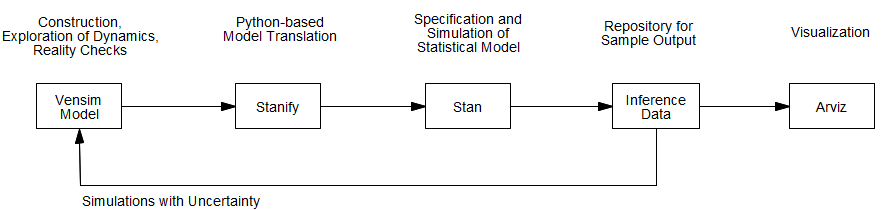 Construction,
Exploration of Dynamics,
Reality Checks
Python-based
Model Translation
Specification and
Simulation of
Statistical Model
Repository for
Sample Output
Visualization
Vensim
Model
Stanify
Stan
Inference
Data
Arviz
Simulations with Uncertainty